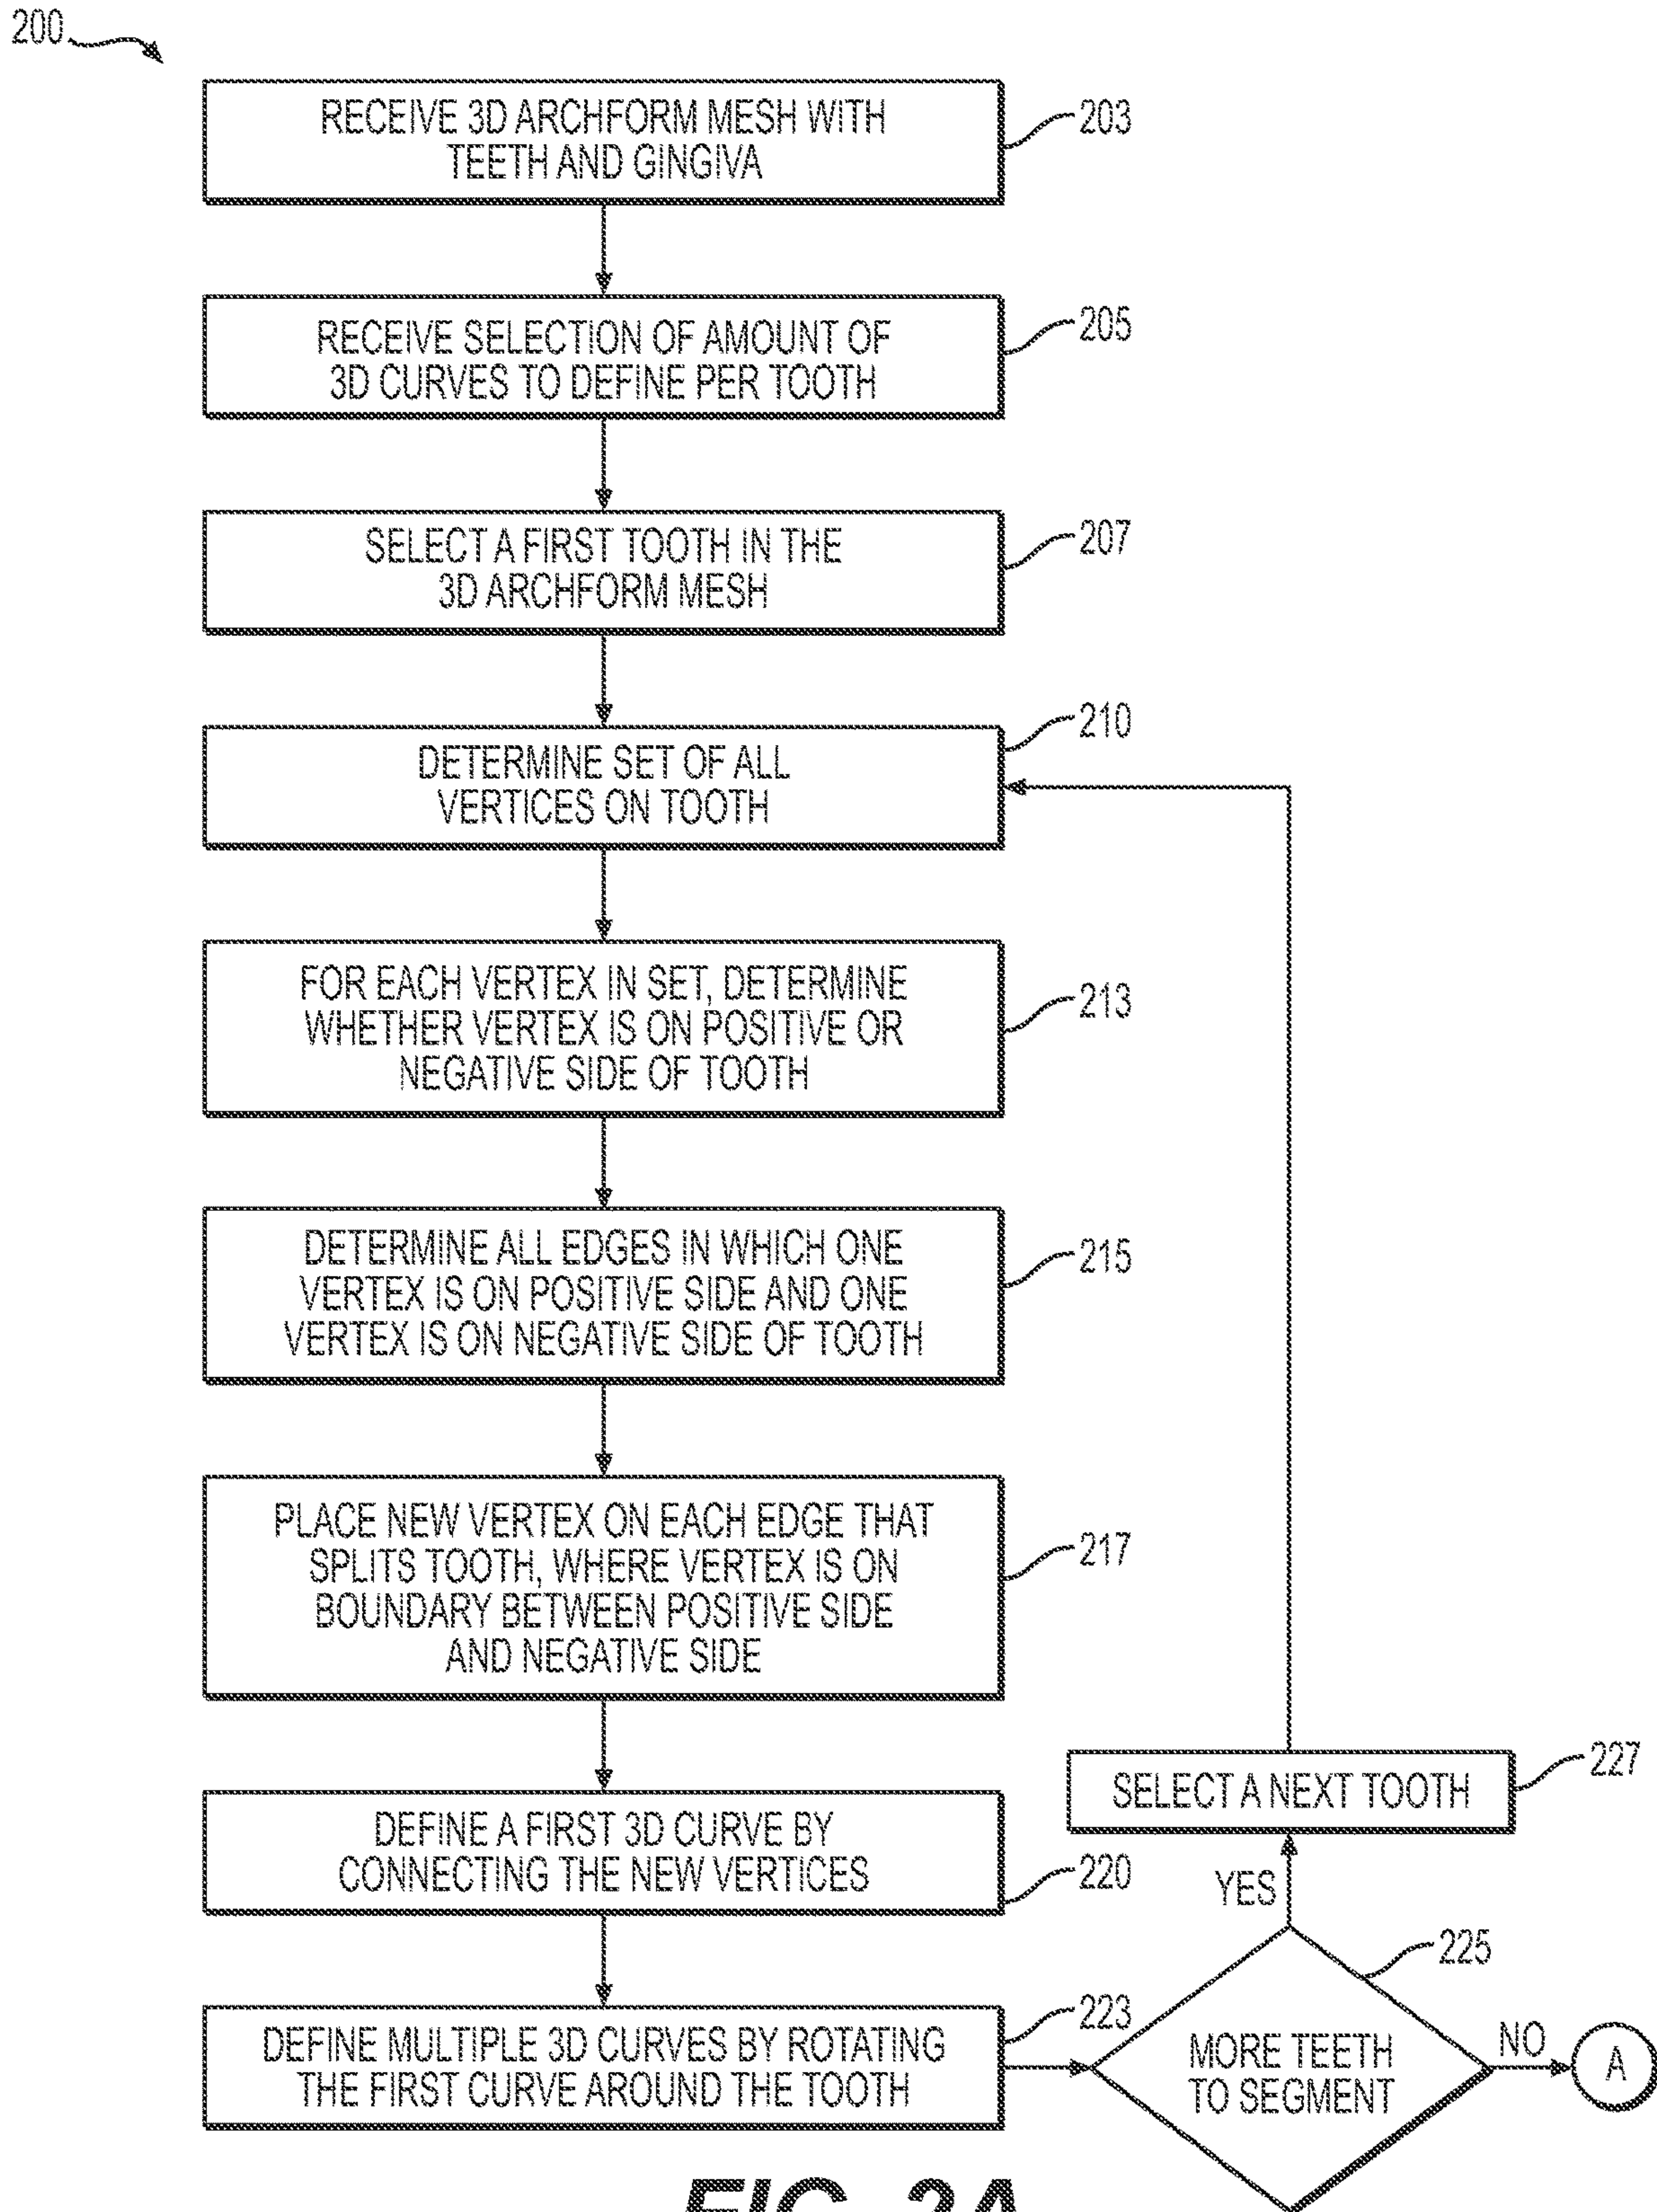 200
RECEIVE 3D ARCHFORM MESH WITH
TEETH AND GINGIVA
203
RECEIVE SELECTION OF AMOUNT OF
3D CURVES TO DEFINE PER TOOTH
205
SELECT A FIRST TOOTH IN THE
3D ARCHFORM MESH
207
DETERMINE SET OF ALL
VERTICES ON TOOTH
210
FOR EACH VERTEX IN SET, DETERMINE
WHETHER VERTEX IS ON POSITIVE OR
NEGATIVE SIDE OF TOOTH
213
DETERMINE ALL EDGES IN WHICH ONE
VERTEX IS ON POSITIVE SIDE AND ONE
VERTEX IS ON NEGATIVE SIDE OF TOOTH
215
PLACE NEW VERTEX ON EACH EDGE THAT
SPLITS TOOTH, WHERE VERTEX IS ON
BOUNDARY BETWEEN POSITIVE SIDE
AND NEGATIVE SIDE
217
DEFINE A FIRST 3D CURVE BY
CONNECTING THE NEW VERTICES
220
DEFINE MULTIPLE 3D CURVES BY ROTATING
THE FIRST CURVE AROUND THE TOOTH
223
MORE TEETH
TO SEGMENT
225
YES
SELECT A NEXT TOOTH
227
NO
A
FIG. 2A